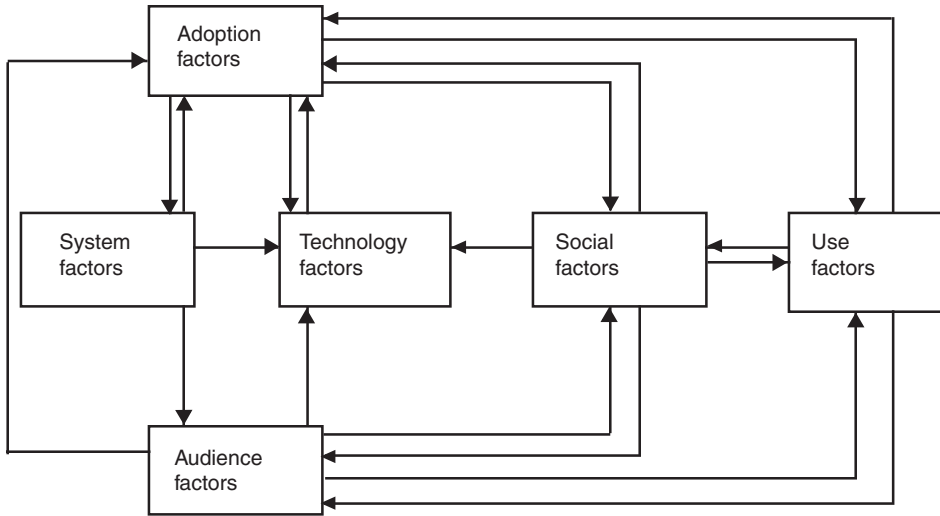 Adoption
factors
System
factors
Technology
factors
Social
factors
Use
factors
Audience
factors